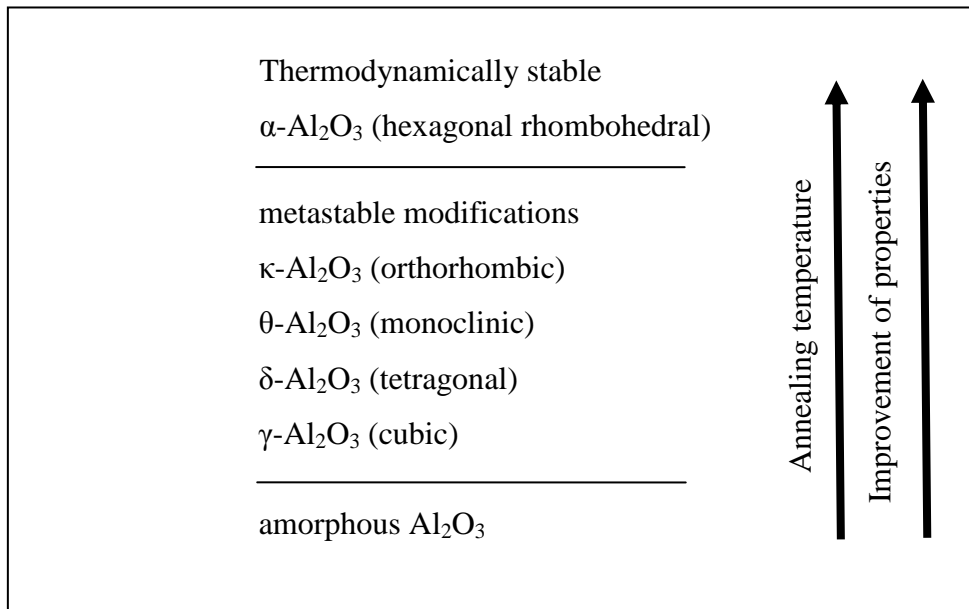 Thermodynamically stable
α-Al₂O₃ (hexagonal rhombohedral)
metastable modifications
κ-Al₂O₃ (orthorhombic)
θ-Al₂O₃ (monoclinic)
δ-Al₂O₃ (tetragonal)
γ-Al₂O₃ (cubic)
amorphous Al₂O₃
Annealing temperature
Improvement of properties